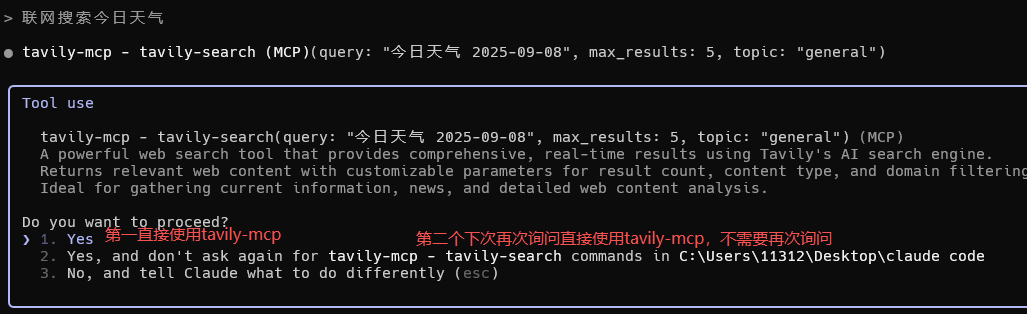 > 联网搜索今日天气
● tavily-mcp - tavily-search (MCP)(query: "今日天气 2025-09-08", max_results: 5, topic: "general")
Tool use
tavily-mcp - tavily-search(query: "今日天气 2025-09-08", max_results: 5, topic: "general") (MCP)
A powerful web search tool that provides comprehensive, real-time results using Tavily's AI search engine.
Returns relevant web content with customizable parameters for result count, content type, and domain filtering
Ideal for gathering current information, news, and detailed web content analysis.
Do you want to proceed?
❯ 1. Yes 第一直接使用tavily-mcp 第二个下次再次询问直接使用tavily-mcp，不需要再次询问
2. Yes, and don't ask again for tavily-mcp - tavily-search commands in C:\Users\11312\Desktop\claude code
3. No, and tell Claude what to do differently (esc)